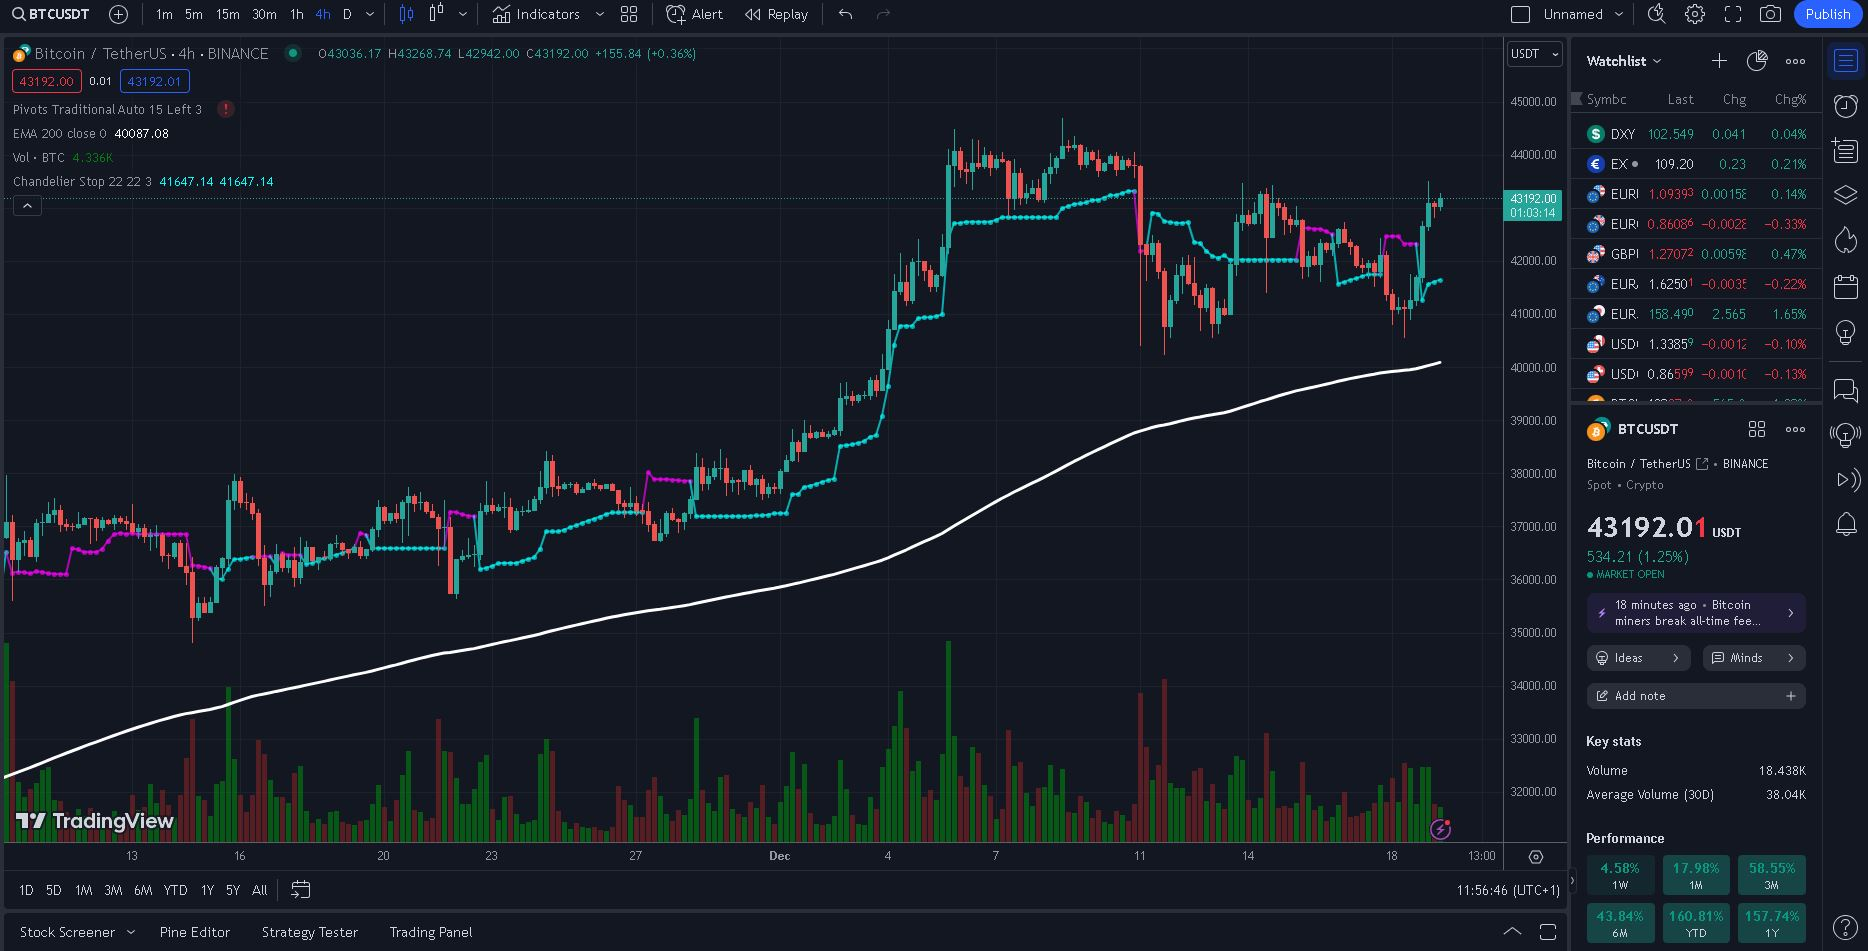 BTCUSDT 1m 5m 15m 30m 1h 4h D Indicators Alert Replay Unnamed Publish
Bitcoin / TetherUS · 4h · BINANCE O43036.17 H43268.74 L42942.00 C43192.00 +155.84 (+0.36%)
43192.00 0.01 43192.01
Pivots Traditional Auto 15 Left 3
EMA 200 close 0 40087.08
Vol · BTC 4.336K
Chandelier Stop 22 22 3 41647.14 41647.14
USDT
45000.00
44000.00
43192.00
01:03:14
42000.00
41000.00
40000.00
39000.00
38000.00
37000.00
36000.00
35000.00
34000.00
33000.00
32000.00
TradingView
13 16 20 23 27 Dec 4 7 11 14 18 13:00
1D 5D 1M 3M 6M YTD 1Y 5Y All
11:56:46 (UTC+1)
Stock Screener Pine Editor Strategy Tester Trading Panel
Watchlist
Symbc Last Chg Chg%
DXY 102.549 0.041 0.04%
EX 109.20 0.23 0.21%
EUR 1.09393 0.00158 0.14%
EUR 0.86086 −0.0028 −0.33%
GBP 1.27072 0.00598 0.47%
EUR 1.62501 −0.0035 −0.22%
EUR 158.490 2.565 1.65%
USD 1.33859 −0.0012 −0.10%
USD 0.86599 −0.0010 −0.13%
BTCUSDT
Bitcoin / TetherUS • BINANCE
Spot • Crypto
43192.01 USDT
534.21 (1.25%)
MARKET OPEN
18 minutes ago • Bitcoin
miners break all-time fee...
Ideas Minds
Add note
Key stats
Volume 18.438K
Average Volume (30D) 38.04K
Performance
4.58% 17.98% 58.55%
1W 1M 3M
43.84% 160.81% 157.74%
6M YTD 1Y